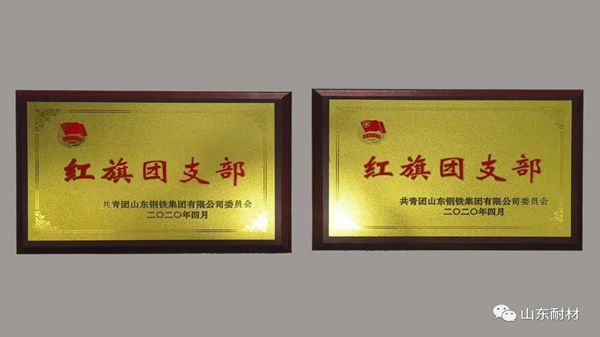 红旗团支部
共青团山东钢铁集团有限公司委员会
二〇二〇年四月
红旗团支部
共青团山东钢铁集团有限公司委员会
二〇二〇年四月
山东耐材